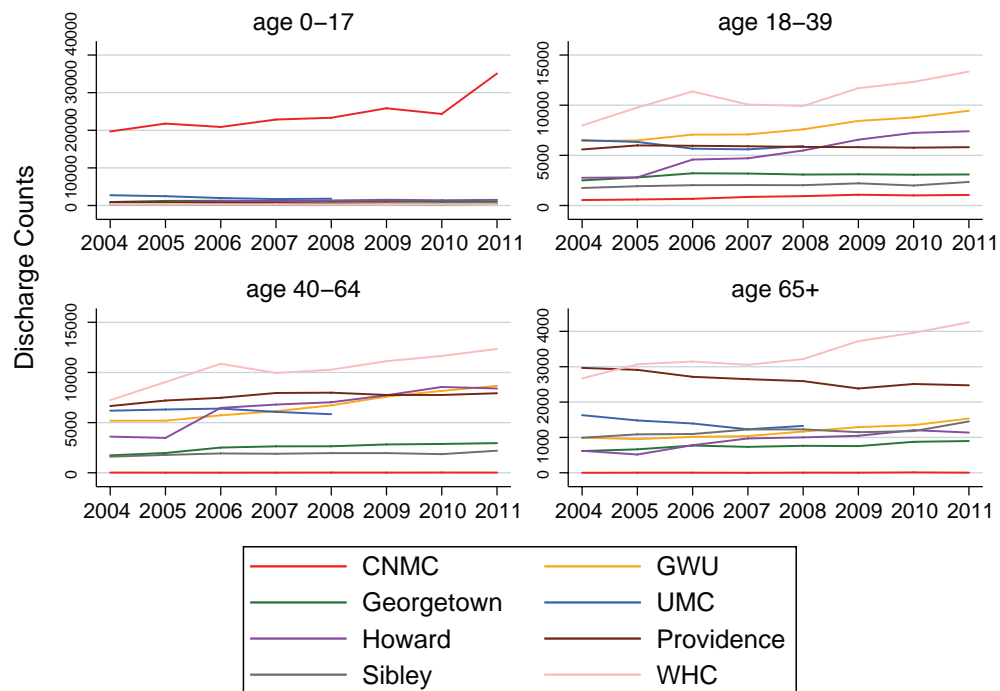 age 0−17
age 18−39
40000
30000
20000
10000
0
15000
10000
5000
0
2004 2005 2006 2007 2008 2009 2010 2011
2004 2005 2006 2007 2008 2009 2010 2011
Discharge Counts
age 40−64
age 65+
15000
10000
5000
0
4000
3000
2000
1000
0
2004 2005 2006 2007 2008 2009 2010 2011
2004 2005 2006 2007 2008 2009 2010 2011
CNMC GWU
Georgetown UMC
Howard Providence
Sibley WHC